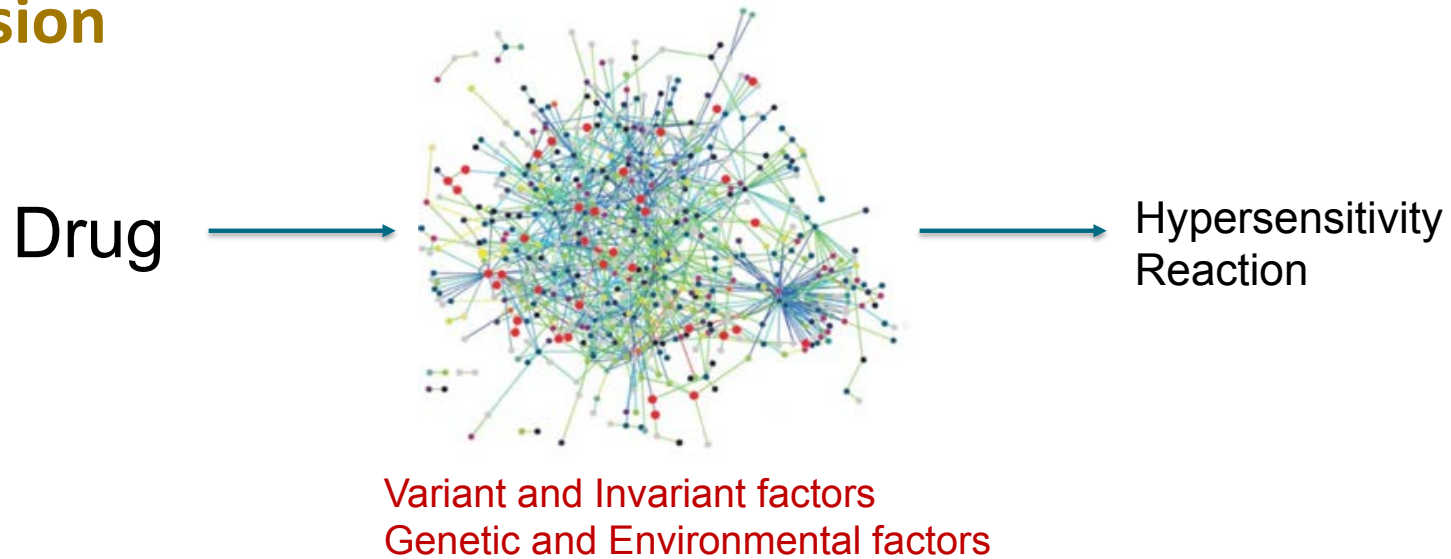 sion
Drug
Hypersensitivity
Reaction
Variant and Invariant factors
Genetic and Environmental factors